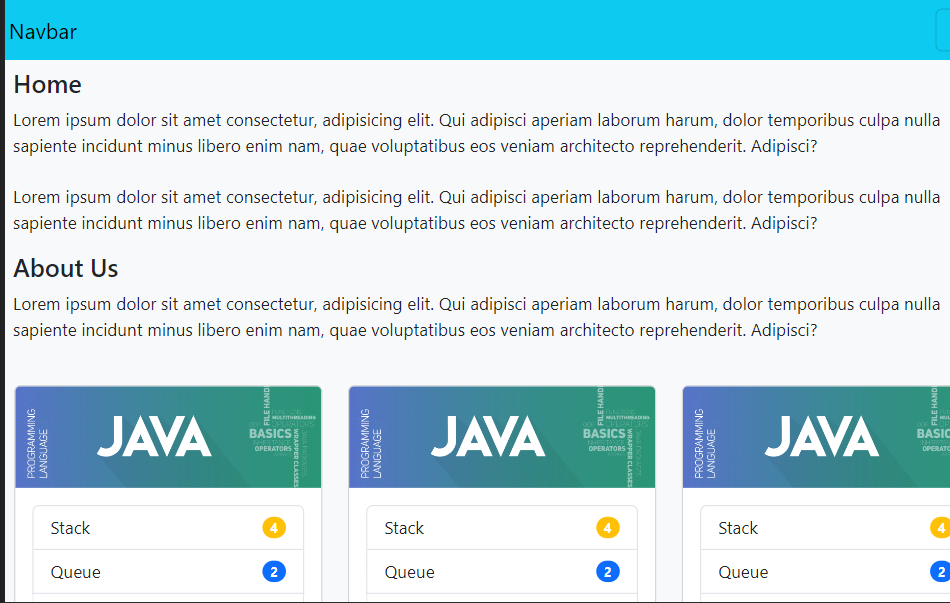 Navbar
Home
Lorem ipsum dolor sit amet consectetur, adipisicing elit. Qui adipisci aperiam laborum harum, dolor temporibus culpa nulla
sapiente incidunt minus libero enim nam, quae voluptatibus eos veniam architecto reprehenderit. Adipisci?
Lorem ipsum dolor sit amet consectetur, adipisicing elit. Qui adipisci aperiam laborum harum, dolor temporibus culpa nulla
sapiente incidunt minus libero enim nam, quae voluptatibus eos veniam architecto reprehenderit. Adipisci?
About Us
Lorem ipsum dolor sit amet consectetur, adipisicing elit. Qui adipisci aperiam laborum harum, dolor temporibus culpa nulla
sapiente incidunt minus libero enim nam, quae voluptatibus eos veniam architecto reprehenderit. Adipisci?
PROGRAMMING
LANGUAGE
JAVA
FILE HAND
MULTITHREADING
OPERATORS
BASICS
OPERATORS
WRAPPER CLASSES
Stack 4
Queue 2
PROGRAMMING
LANGUAGE
JAVA
FILE HAND
MULTITHREADING
OPERATORS
BASICS
OPERATORS
WRAPPER CLASSES
Stack 4
Queue 2
PROGRAMMING
LANGUAGE
JAVA
FILE HAND
BASICS
Stack 4
Queue 2